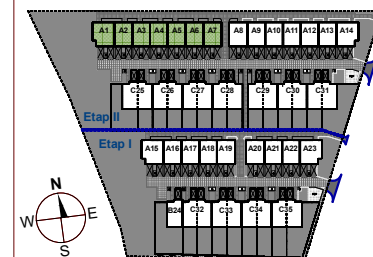 A1 A2 A3 A4 A5 A6 A7 A8 A9 A10 A11 A12 A13 A14
C25 C26 C27 C28 C29 C30 C31
Etap II
Etap I
A15 A16 A17 A18 A19 A20 A21 A22 A23
B24 C32 C33 C34 C35
N
W E
S